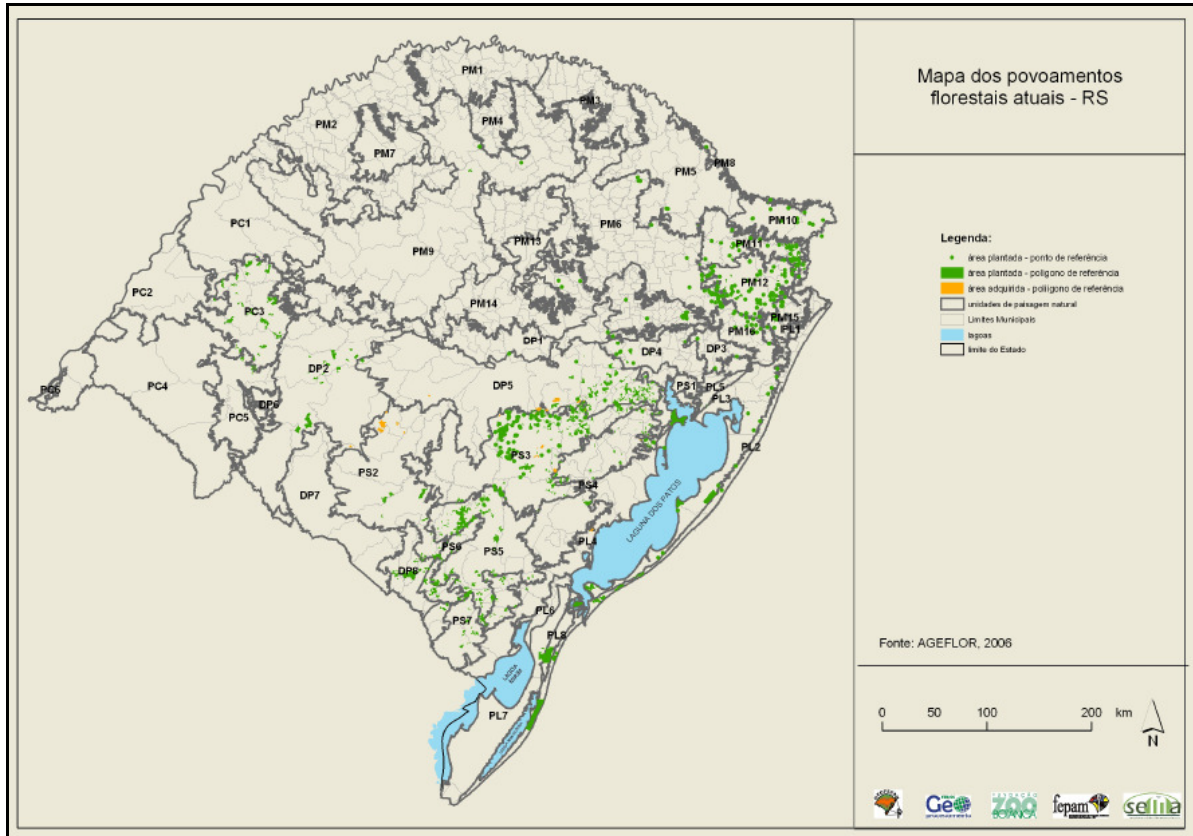 Mapa dos povoamentos
florestais atuais - RS
Legenda:
área plantada - ponto de referência
área plantada - polígono de referência
área adquirida - políigono de referência
unidades de paisagem natural
Limites Municipais
lagoas
limite do Estado
Fonte: AGEFLOR, 2006
0 50 100 200 km
N
Geo
ZOO
BOTÂNICA
fepam
sema
PM1
PM3
PM2
PM4
PM7
PM5
PM8
PC1
PM10
PM6
PM9
PM13
PM11
PM12
PC2
PC3
PM14
PM15
PL1
PM16
DP1
DP4
DP3
DP2
PC4
PC6
DP5
PS1
PL5
PL3
PC5
DP6
PL2
PS3
PS2
DP7
PS4
LAGUNA DOS PATOS
PL4
PS6
PS5
DP8
PS7
PL6
PL8
LAGOA
MIRIM
PL7